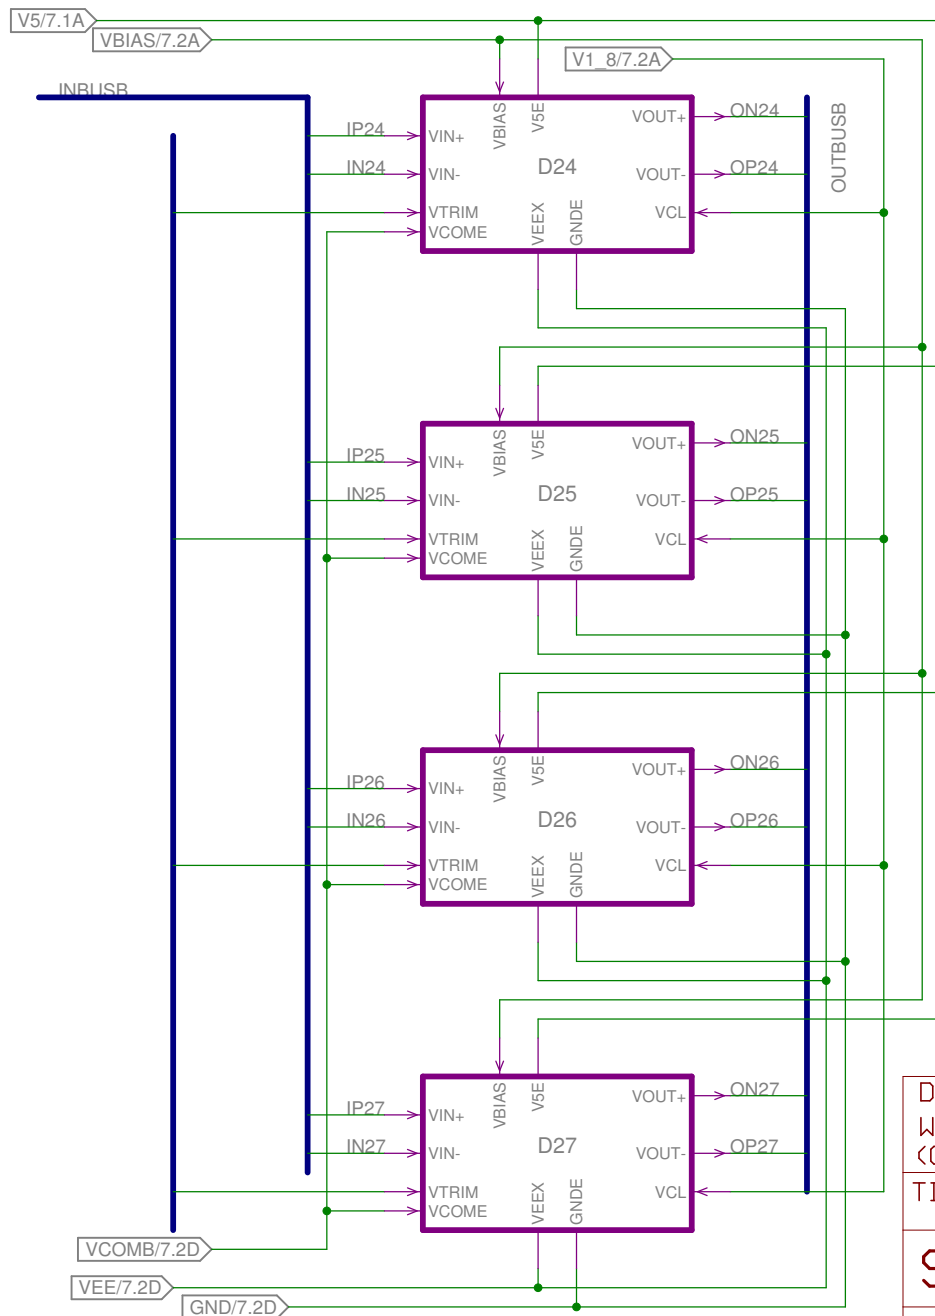 V5/7.1A
VBIAS/7.2A
V1_8/7.2A
INBUSB
OUTBUSB
IP24
IN24
VIN+
VIN-
VTRIM
VCOME
VBIAS
V5E
D24
VEEX
GNDE
VOUT+
VOUT-
VCL
ON24
OP24
IP25
IN25
VIN+
VIN-
VTRIM
VCOME
VBIAS
V5E
D25
VEEX
GNDE
VOUT+
VOUT-
VCL
ON25
OP25
IP26
IN26
VIN+
VIN-
VTRIM
VCOME
VBIAS
V5E
D26
VEEX
GNDE
VOUT+
VOUT-
VCL
ON26
OP26
IP27
IN27
VIN+
VIN-
VTRIM
VCOME
VBIAS
V5E
D27
VEEX
GNDE
VOUT+
VOUT-
VCL
ON27
OP27
VCOMB/7.2D
VEE/7.2D
GND/7.2D